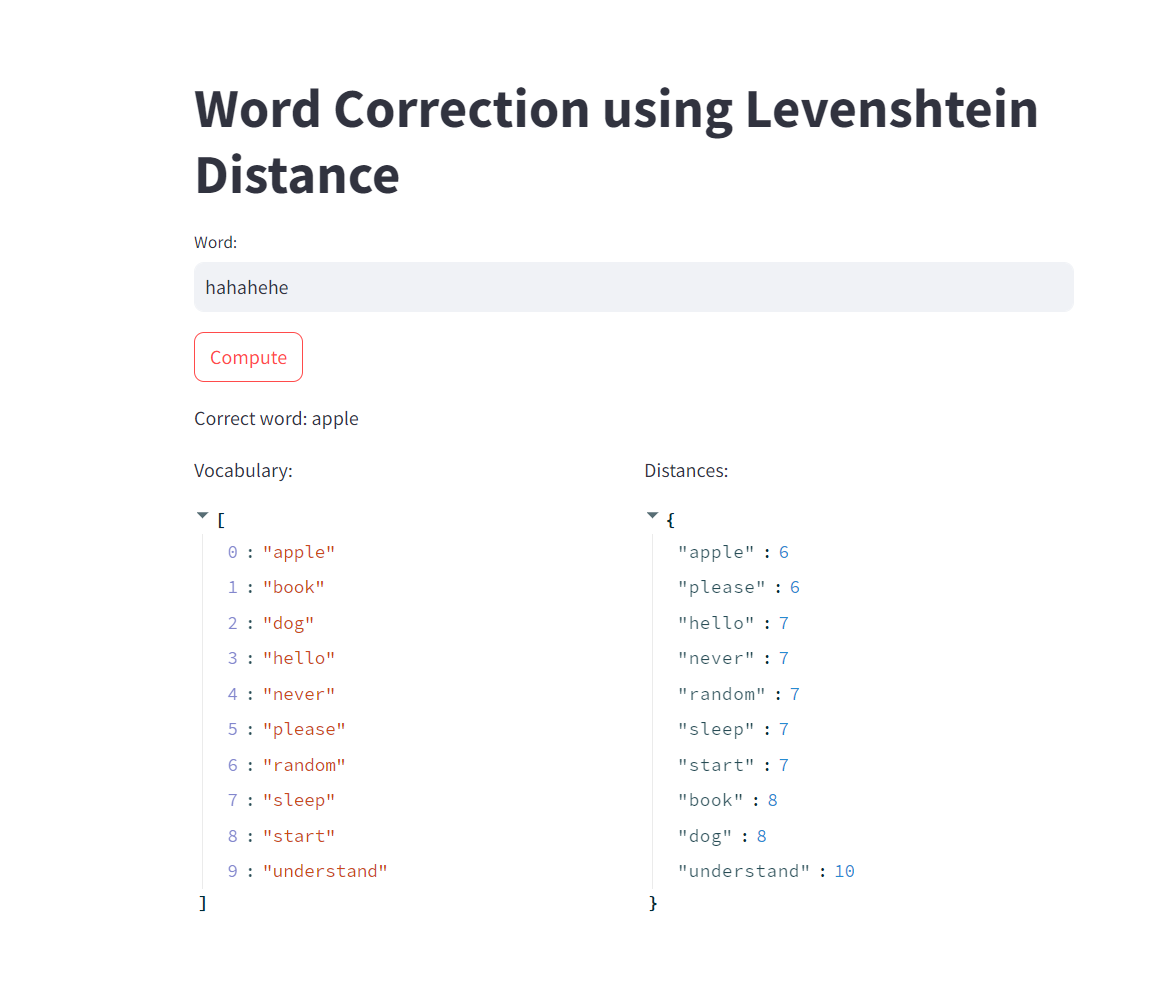 Word Correction using Levenshtein
Distance
Word:
hahahehe
Compute
Correct word: apple
Vocabulary:
[
0 : "apple"
1 : "book"
2 : "dog"
3 : "hello"
4 : "never"
5 : "please"
6 : "random"
7 : "sleep"
8 : "start"
9 : "understand"
]
Distances:
{
"apple" : 6
"please" : 6
"hello" : 7
"never" : 7
"random" : 7
"sleep" : 7
"start" : 7
"book" : 8
"dog" : 8
"understand" : 10
}